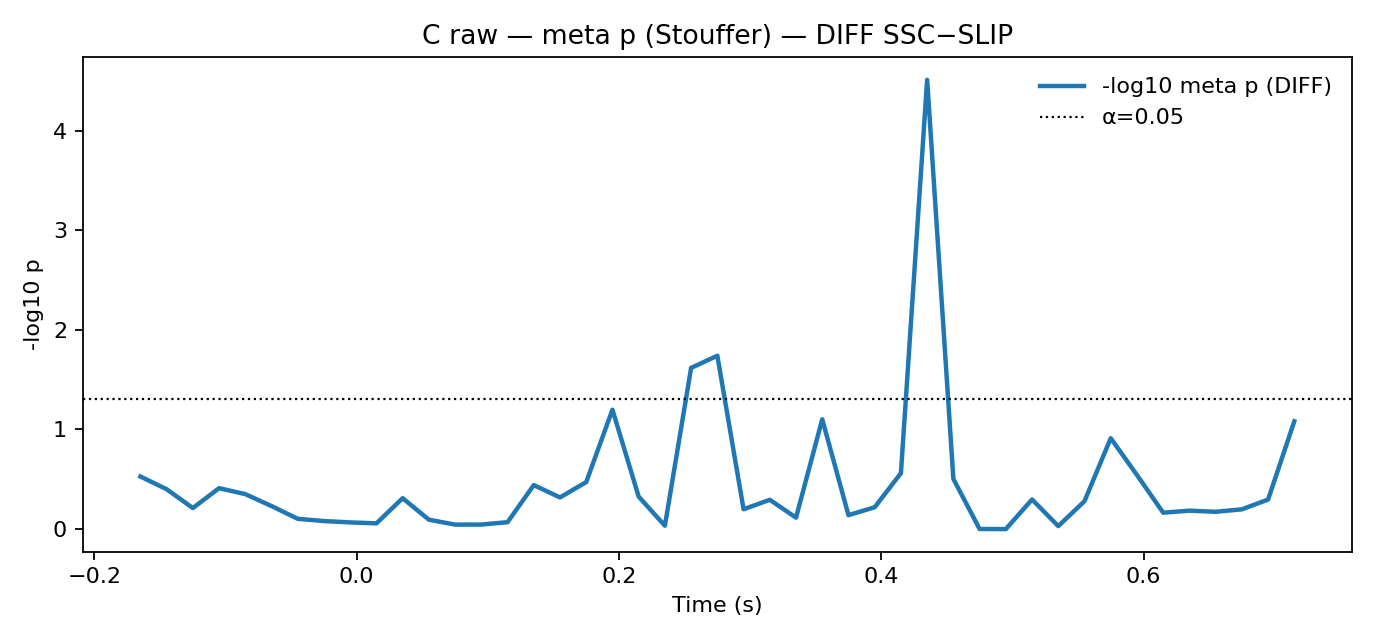 C raw — meta p (Stouffer) — DIFF SSC−SLIP
-log10 meta p (DIFF)
α=0.05
4
3
2
1
0
-log10 p
−0.2
0.0
0.2
0.4
0.6
Time (s)